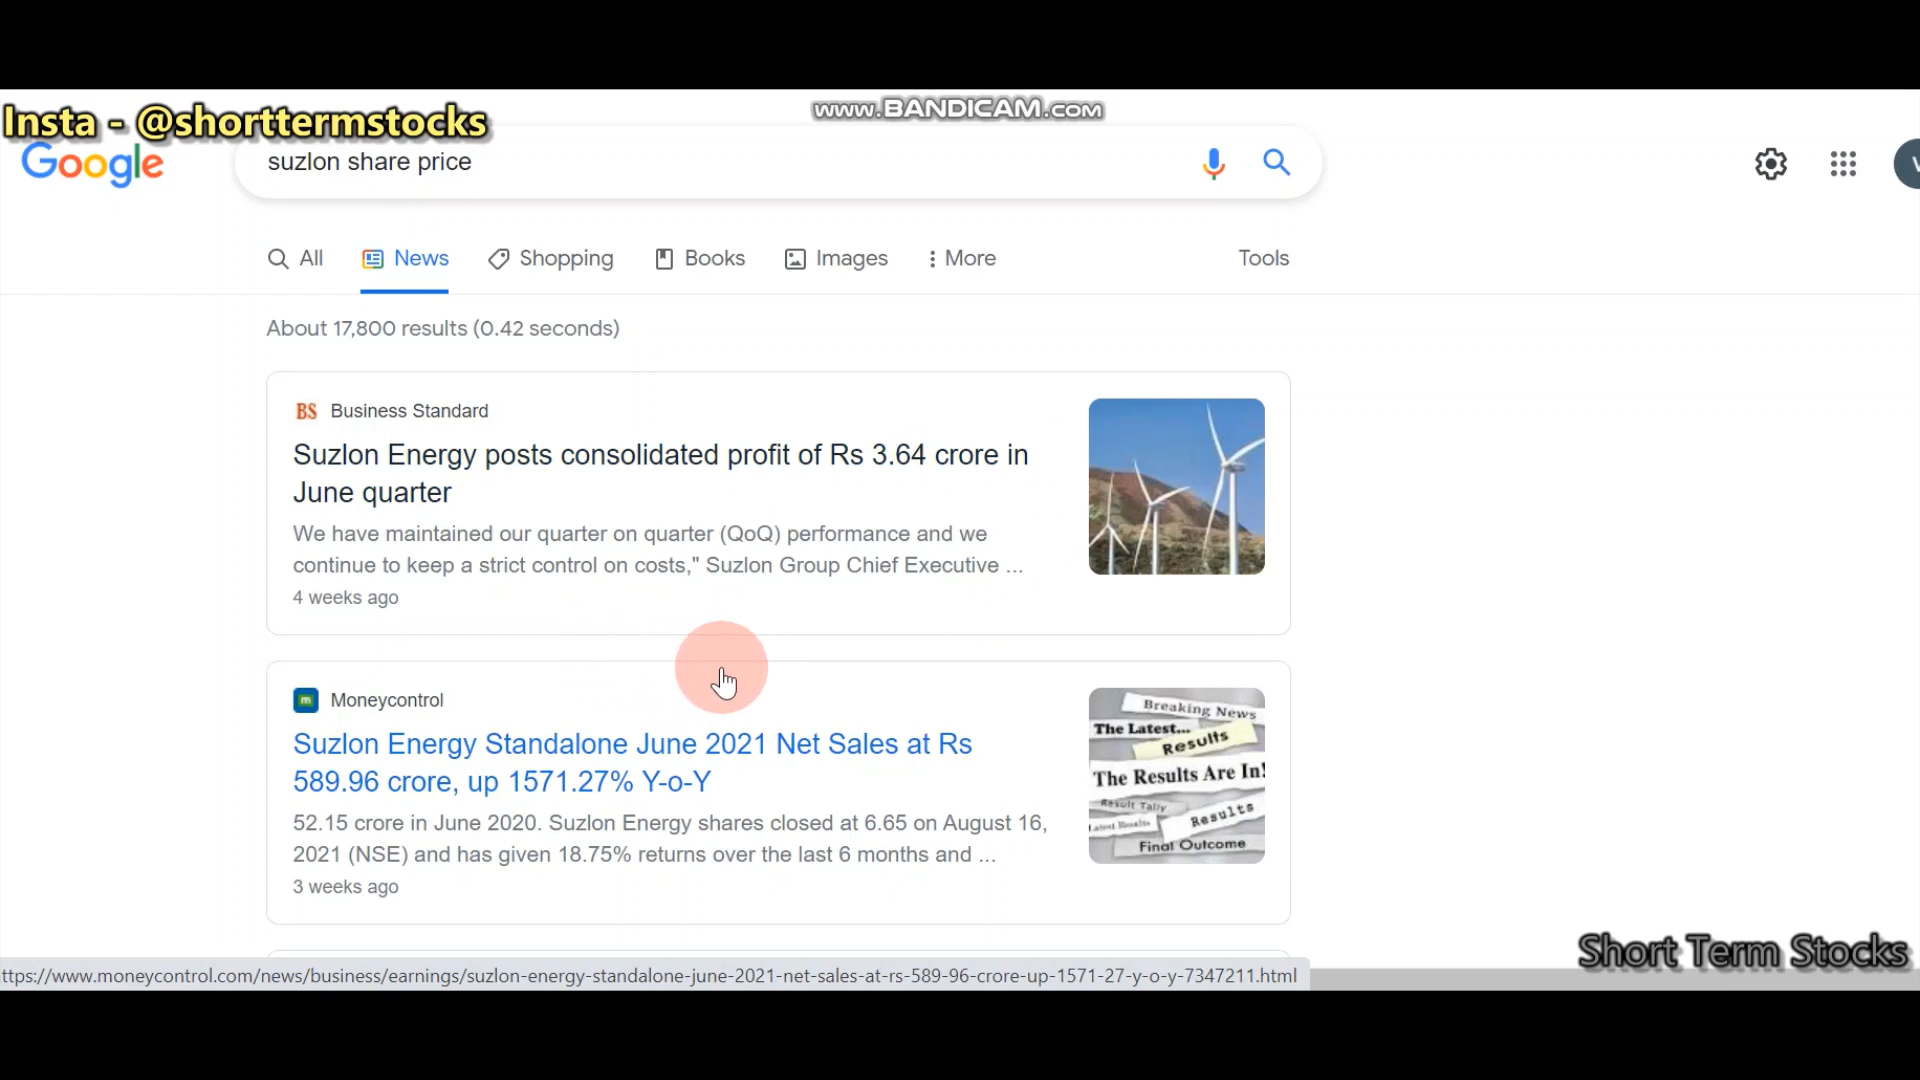 www.BANDICAM.com
Insta - @shorttermstocks
Google
suzlon share price
V
All
News
Shopping
Books
Images
More
Tools
About 17,800 results (0.42 seconds)
BS Business Standard
Suzlon Energy posts consolidated profit of Rs 3.64 crore in
June quarter
We have maintained our quarter on quarter (QoQ) performance and we
continue to keep a strict control on costs," Suzlon Group Chief Executive ...
4 weeks ago
m Moneycontrol
Suzlon Energy Standalone June 2021 Net Sales at Rs
589.96 crore, up 1571.27% Y-o-Y
52.15 crore in June 2020. Suzlon Energy shares closed at 6.65 on August 16,
2021 (NSE) and has given 18.75% returns over the last 6 months and ...
3 weeks ago
Breaking News
The Latest...
Results
The Results Are In!
Result Tally
Results
Latest Results
Final Outcome
Short Term Stocks
ttps://www.moneycontrol.com/news/business/earnings/suzlon-energy-standalone-june-2021-net-sales-at-rs-589-96-crore-up-1571-27-y-o-y-7347211.html